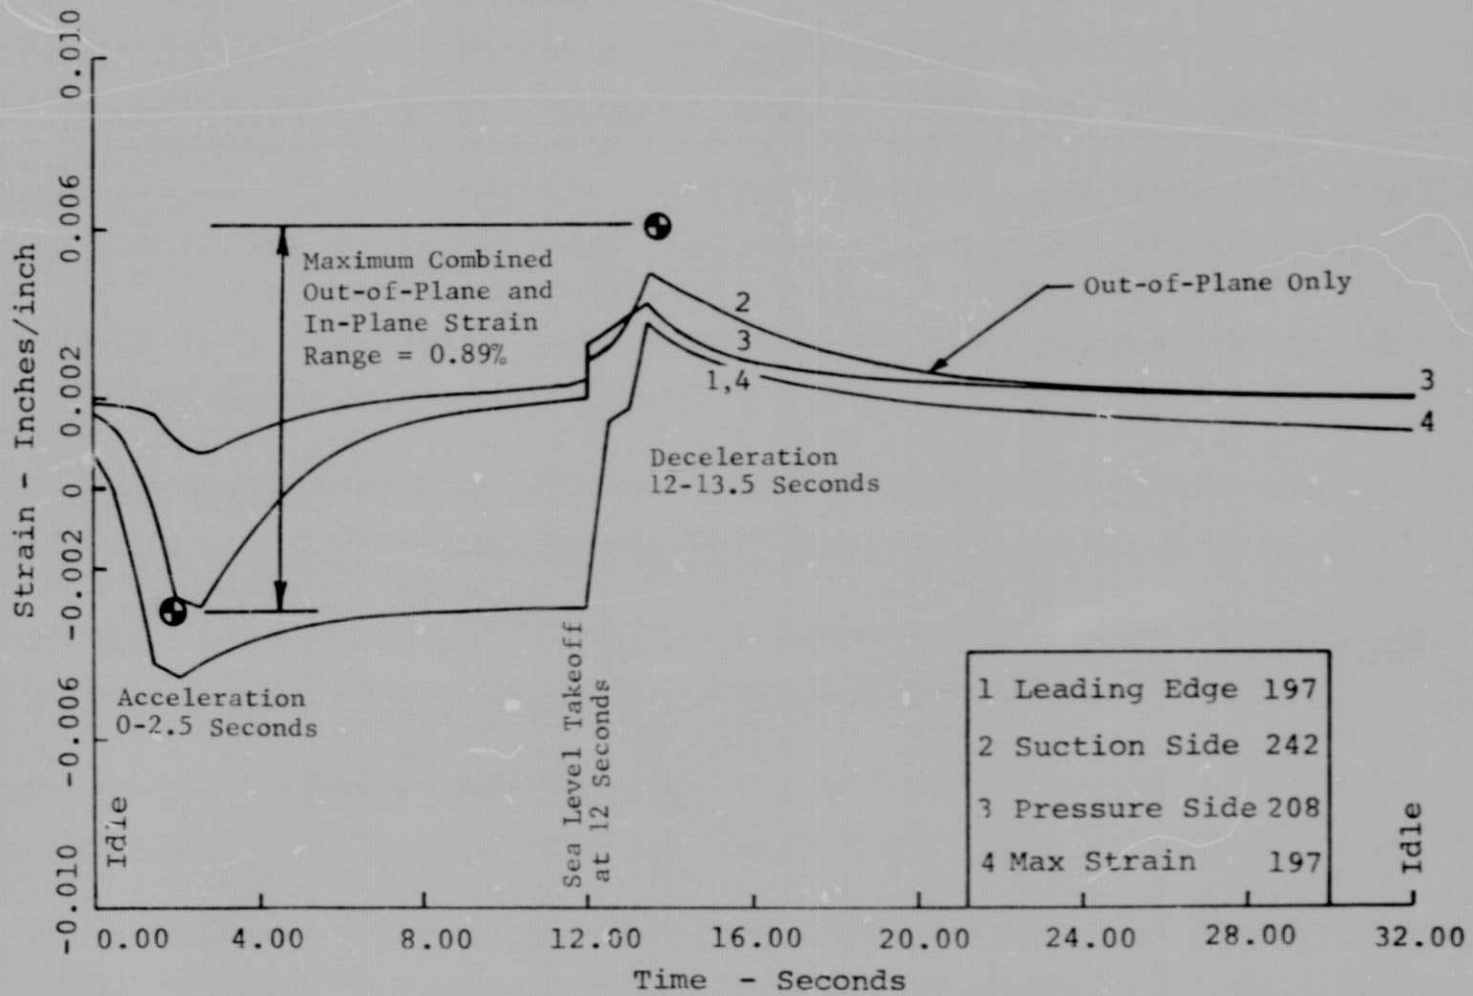 0.010
0.006
0.002
0
-0.002
-0.006
-0.010
Strain - Inches/inch
Maximum Combined
Out-of-Plane and
In-Plane Strain
Range = 0.89%
Out-of-Plane Only
2
3
1,4
3
4
Deceleration
12-13.5 Seconds
Acceleration
0-2.5 Seconds
Idle
Sea Level Takeoff
at 12 Seconds
1 Leading Edge 197
2 Suction Side 242
3 Pressure Side 208
4 Max Strain 197
Idle
0.00 4.00 8.00 12.00 16.00 20.00 24.00 28.00 32.00
Time - Seconds